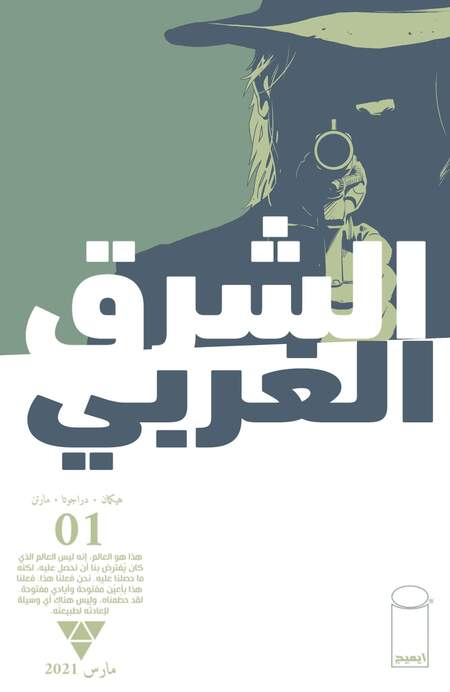 الشرق
العربي
هيكمان • دراجوتا • مارتن
01
هذا هو العالم. إنه ليس العالم الذي
كان يفترض بنا أن نحصل عليه، لكنه
ما حصلنا عليه. نحن فعلنا هذا. فعلنا
هذا بأعين مفتوحة وأيادي مفتوحة.
لقد حطمناه، وليس هناك أي وسيلة
لإعادته لطبيعته.
مارس 2021
ايميج